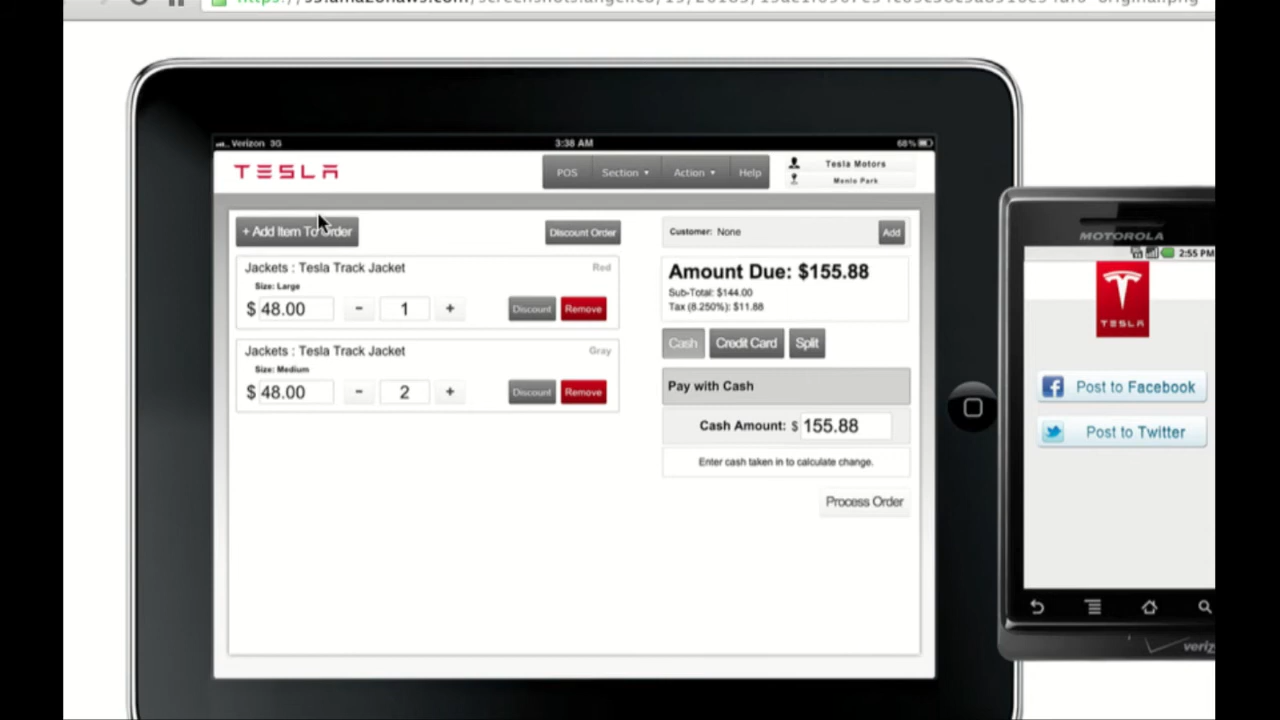 Verizon 3G
3:38 AM
68%
TESLA
POS
Section
Action
Help
Tesla Motors
Menlo Park
+ Add Item To Order
Discount Order
Jackets : Tesla Track Jacket
Red
Size: Large
$ 48.00
- 1 +
Discount
Remove
Jackets : Tesla Track Jacket
Gray
Size: Medium
$ 48.00
- 2 +
Discount
Remove
Customer: None
Add
Amount Due: $155.88
Sub-Total: $144.00
Tax (8.250%): $11.88
Cash
Credit Card
Split
Pay with Cash
Cash Amount: $ 155.88
Enter cash taken in to calculate change.
Process Order
MOTOROLA
2:55 PM
TESLA
Post to Facebook
Post to Twitter